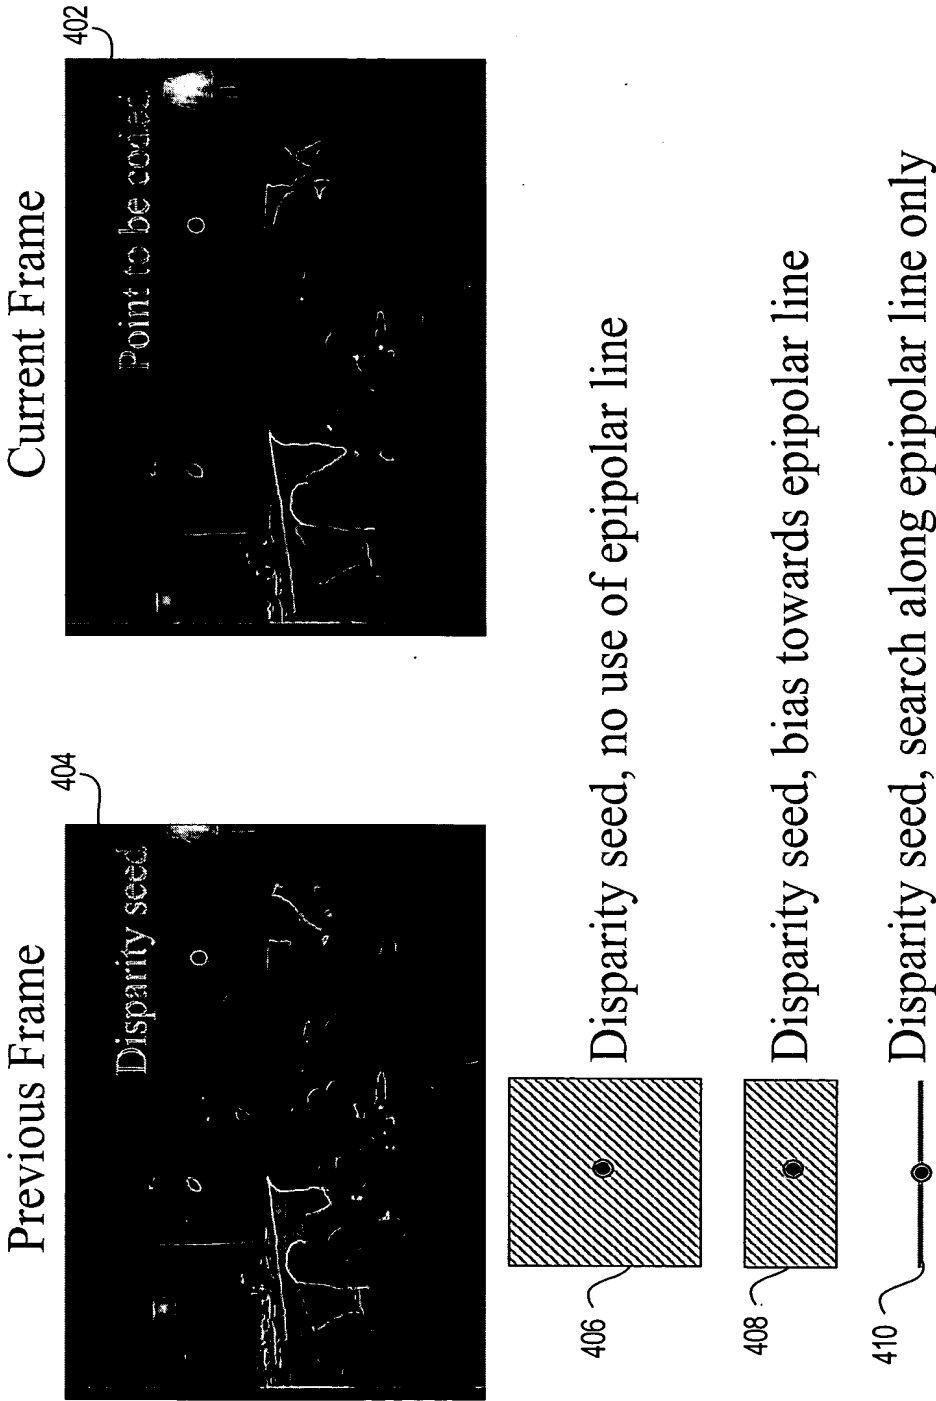 Previous Frame
Current Frame
404
402
Disparity seed
Point to be coded
406
Disparity seed, no use of epipolar line
408
Disparity seed, bias towards epipolar line
410
Disparity seed, search along epipolar line only